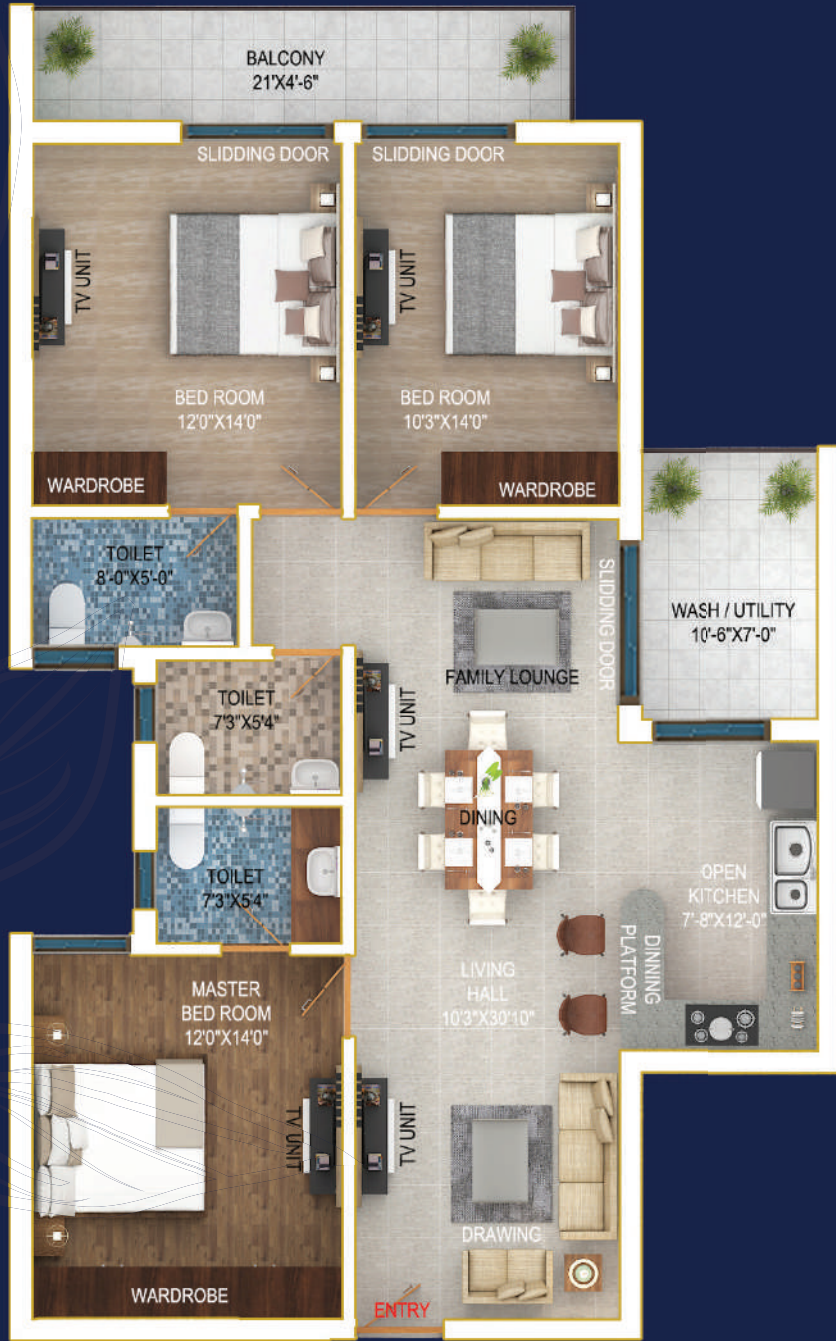 BALCONY
21'X4'-6"
SLIDDING DOOR
SLIDDING DOOR
TV UNIT
TV UNIT
BED ROOM
12'0"X14'0"
BED ROOM
10'3"X14'0"
WARDROBE
WARDROBE
TOILET
8'-0"X5'-0"
SLIDDING DOOR
WASH / UTILITY
10'-6"X7'-0"
FAMILY LOUNGE
TOILET
7'3"X5'4"
TV UNIT
DINING
TOILET
7'3"X5'4"
OPEN
KITCHEN
7'-8"X12'-0"
DINNING
PLATFORM
LIVING
HALL
10'3"X30'10"
MASTER
BED ROOM
12'0"X14'0"
TV UNIT
TV UNIT
DRAWING
WARDROBE
ENTRY